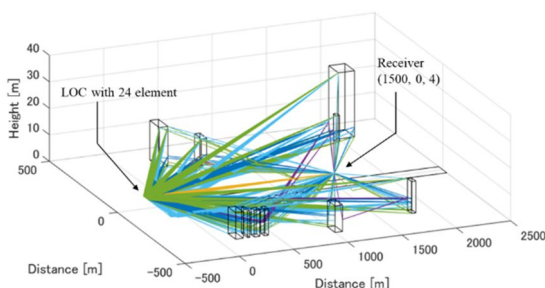 40
30
20
10
0
Height [m]
500
0
-500
Distance [m]
-500
0
500
1000
1500
2000
2500
Distance [m]
LOC with 24 element
Receiver
(1500, 0, 4)